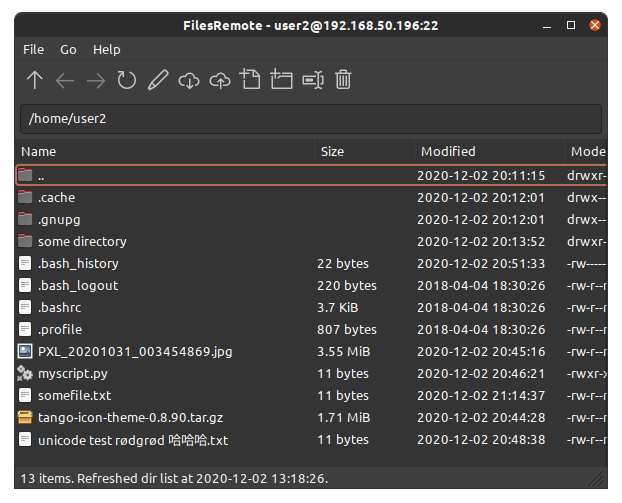 FilesRemote - user2@192.168.50.196:22
File Go Help
/home/user2
Name Size Modified Mode
.. 2020-12-02 20:11:15 drwxr-
.cache 2020-12-02 20:12:01 drwx--
.gnupg 2020-12-02 20:12:01 drwx--
some directory 2020-12-02 20:13:52 drwxr-
.bash_history 22 bytes 2020-12-02 20:51:33 -rw-----
.bash_logout 220 bytes 2018-04-04 18:30:26 -rw-r--r
.bashrc 3.7 KiB 2018-04-04 18:30:26 -rw-r--r
.profile 807 bytes 2018-04-04 18:30:26 -rw-r--r
PXL_20201031_003454869.jpg 3.55 MiB 2020-12-02 20:45:16 -rw-r--r
myscript.py 11 bytes 2020-12-02 20:46:21 -rwxr-x
somefile.txt 11 bytes 2020-12-02 21:14:37 -rw-r--r
tango-icon-theme-0.8.90.tar.gz 1.71 MiB 2020-12-02 20:44:28 -rw-r--r
unicode test rødgrød 哈哈哈.txt 11 bytes 2020-12-02 20:48:38 -rw-r--r
13 items. Refreshed dir list at 2020-12-02 13:18:26.